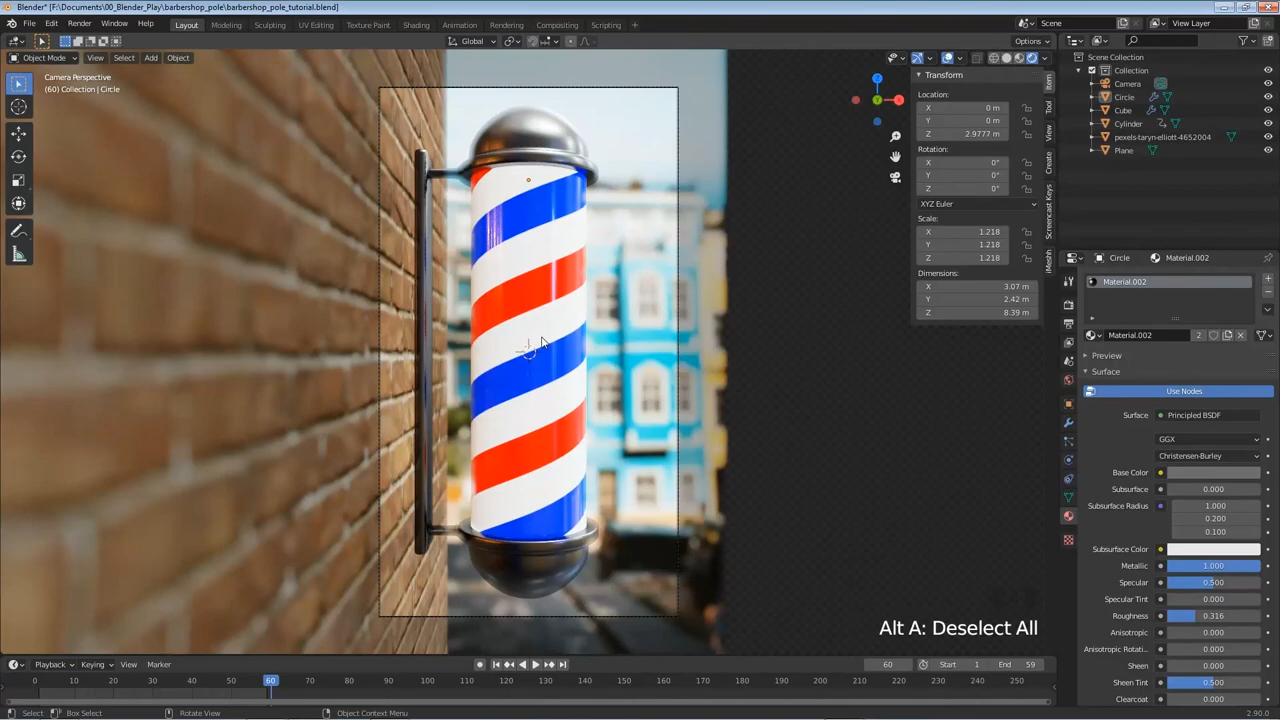 Blender* [F:\Documents\00_Blender_Play\barbershop_pole\barbershop_pole_tutorial.blend]
File Edit Render Window Help Layout Modeling Sculpting UV Editing Texture Paint Shading Animation Rendering Compositing Scripting + Scene View Layer
Global Options
Object Mode View Select Add Object
Camera Perspective
(60) Collection | Circle
Transform
Location:
X 0 m
Y 0 m
Z 2.9777 m
Rotation:
X 0°
Y 0°
Z 0°
XYZ Euler
Scale:
X 1.218
Y 1.218
Z 1.218
Dimensions:
X 3.07 m
Y 2.42 m
Z 8.39 m
Item
Tool
View
Create
Screencast Keys
iMeshh
Scene Collection
Collection
Camera
Circle
Cube
Cylinder
pexels-taryn-elliott-4652004
Plane
Circle Material.002
Material.002
Material.002 2
Preview
Surface
Use Nodes
Surface Principled BSDF
GGX
Christensen-Burley
Base Color
Subsurface 0.000
Subsurface Radius 1.000
0.200
0.100
Subsurface Color
Metallic 1.000
Specular 0.500
Specular Tint 0.000
Roughness 0.316
Anisotropic 0.000
Anisotropic Rotati... 0.000
Sheen 0.000
Sheen Tint 0.500
Clearcoat 0.000
Alt A: Deselect All
Playback Keying View Marker 60 Start 1 End 59
0 10 20 30 40 50 60 70 80 90 100 110 120 130 140 150 160 170 180 190 200 210 220 230 240 250
Select Box Select Rotate View Object Context Menu 2.90.0